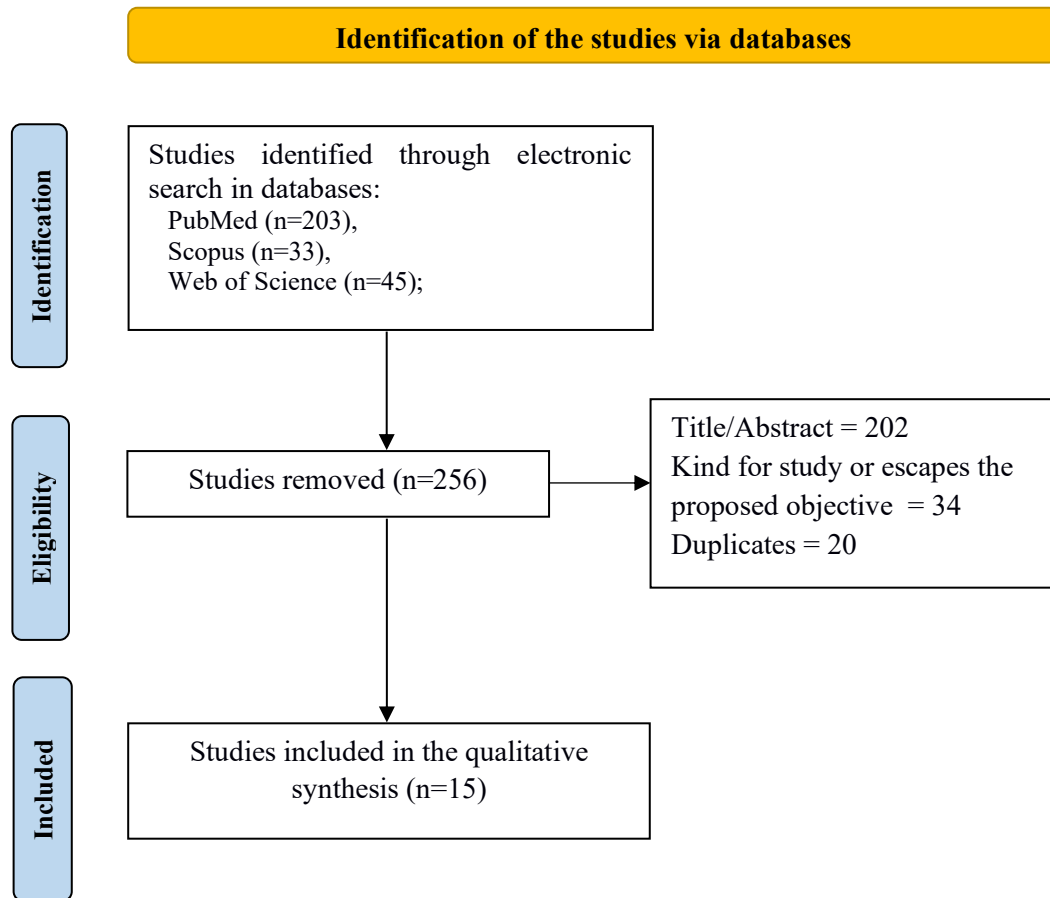 Identification of the studies via databases
Identification
Studies identified through electronic
search in databases:
PubMed (n=203),
Scopus (n=33),
Web of Science (n=45);
Eligibility
Studies removed (n=256)
Title/Abstract = 202
Kind for study or escapes the
proposed objective = 34
Duplicates = 20
Included
Studies included in the qualitative
synthesis (n=15)